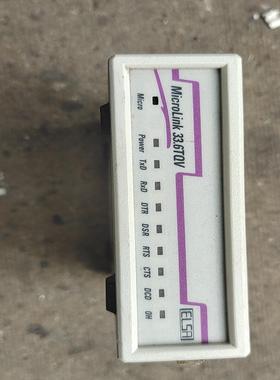 MicroLink 33.6TQV
Micro
Power
TxD
RxD
DTR
DSR
RTS
CTS
DCD
OH
ELSA